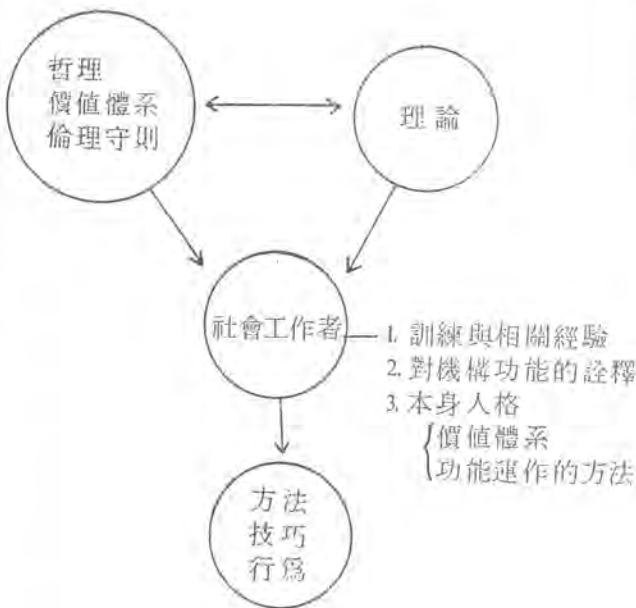 哲理
價值體系
倫理守則
理論
社會工作者
1. 訓練與相關經驗
2. 對機構功能的詮釋
3. 本身人格
價值體系
功能運作的方法
方法
技巧
行爲